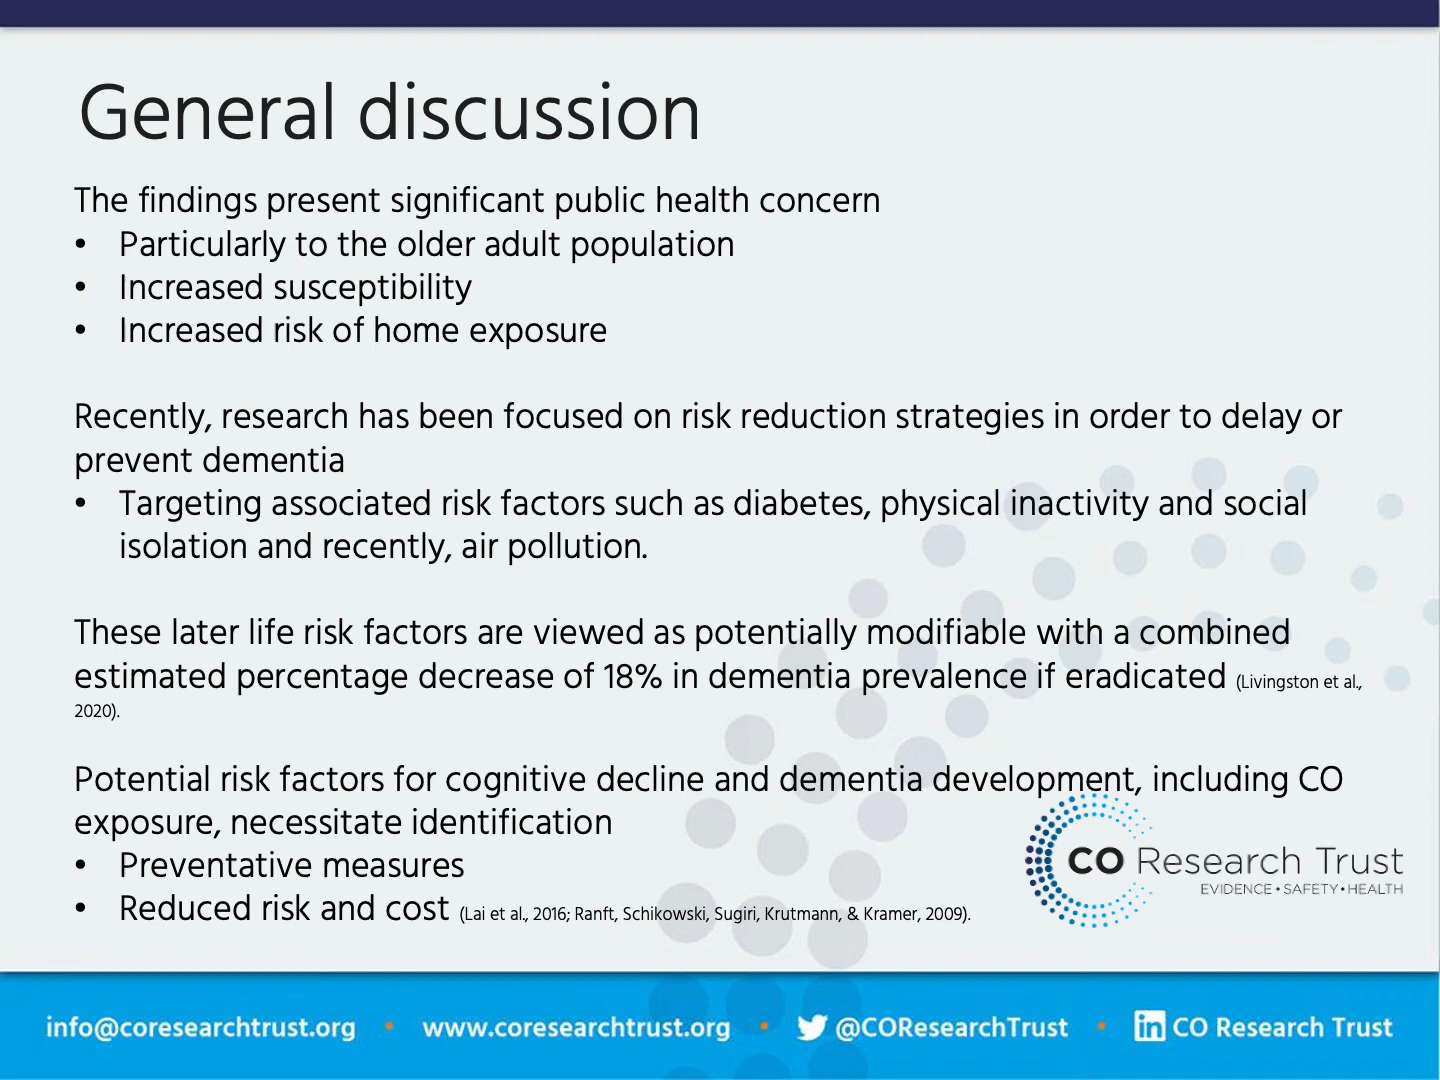 General discussion
The findings present significant public health concern
• Particularly to the older adult population
• Increased susceptibility
• Increased risk of home exposure
Recently, research has been focused on risk reduction strategies in order to delay or
prevent dementia
• Targeting associated risk factors such as diabetes, physical inactivity and social
isolation and recently, air pollution.
These later life risk factors are viewed as potentially modifiable with a combined
estimated percentage decrease of 18% in dementia prevalence if eradicated (Livingston et al.,
2020).
Potential risk factors for cognitive decline and dementia development, including CO
exposure, necessitate identification
• Preventative measures
• Reduced risk and cost (Lai et al., 2016; Ranft, Schikowski, Sugiri, Krutmann, & Kramer, 2009).
CO Research Trust
EVIDENCE • SAFETY • HEALTH
info@coresearchtrust.org • www.coresearchtrust.org • @COResearchTrust • in CO Research Trust